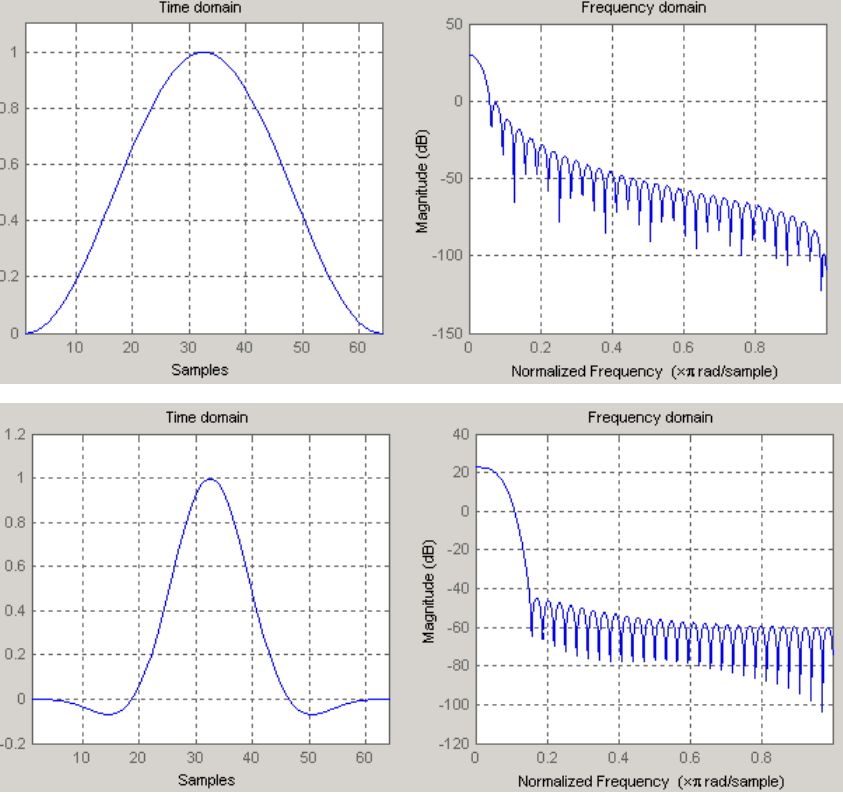 Time domain
Frequency domain
1
0.8
0.6
0.4
0.2
0
10 20 30 40 50 60
Samples
50
0
-50
-100
-150
Magnitude (dB)
0 0.2 0.4 0.6 0.8
Normalized Frequency (×π rad/sample)
Time domain
Frequency domain
1.2
1
0.8
0.6
0.4
0.2
0
-0.2
10 20 30 40 50 60
Samples
40
20
0
-20
-40
-60
-80
-100
-120
Magnitude (dB)
0 0.2 0.4 0.6 0.8
Normalized Frequency (×π rad/sample)